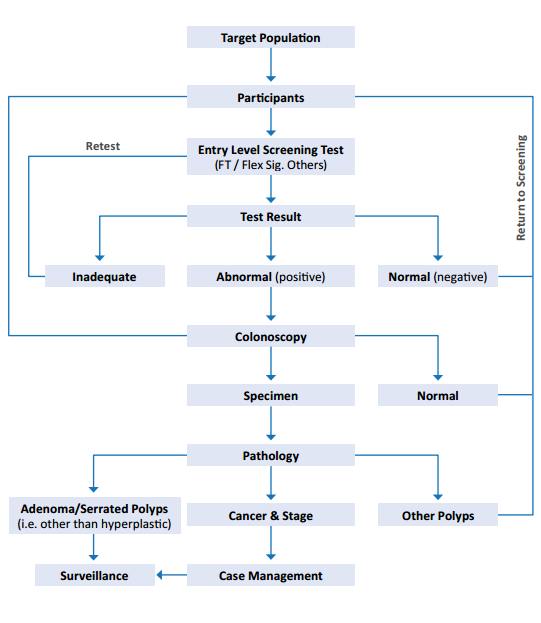 Target Population
Participants
Retest
Entry Level Screening Test
(FT / Flex Sig. Others)
Return to Screening
Test Result
Inadequate
Abnormal (positive)
Normal (negative)
Colonoscopy
Specimen
Normal
Pathology
Adenoma/Serrated Polyps
(i.e. other than hyperplastic)
Cancer & Stage
Other Polyps
Surveillance
Case Management